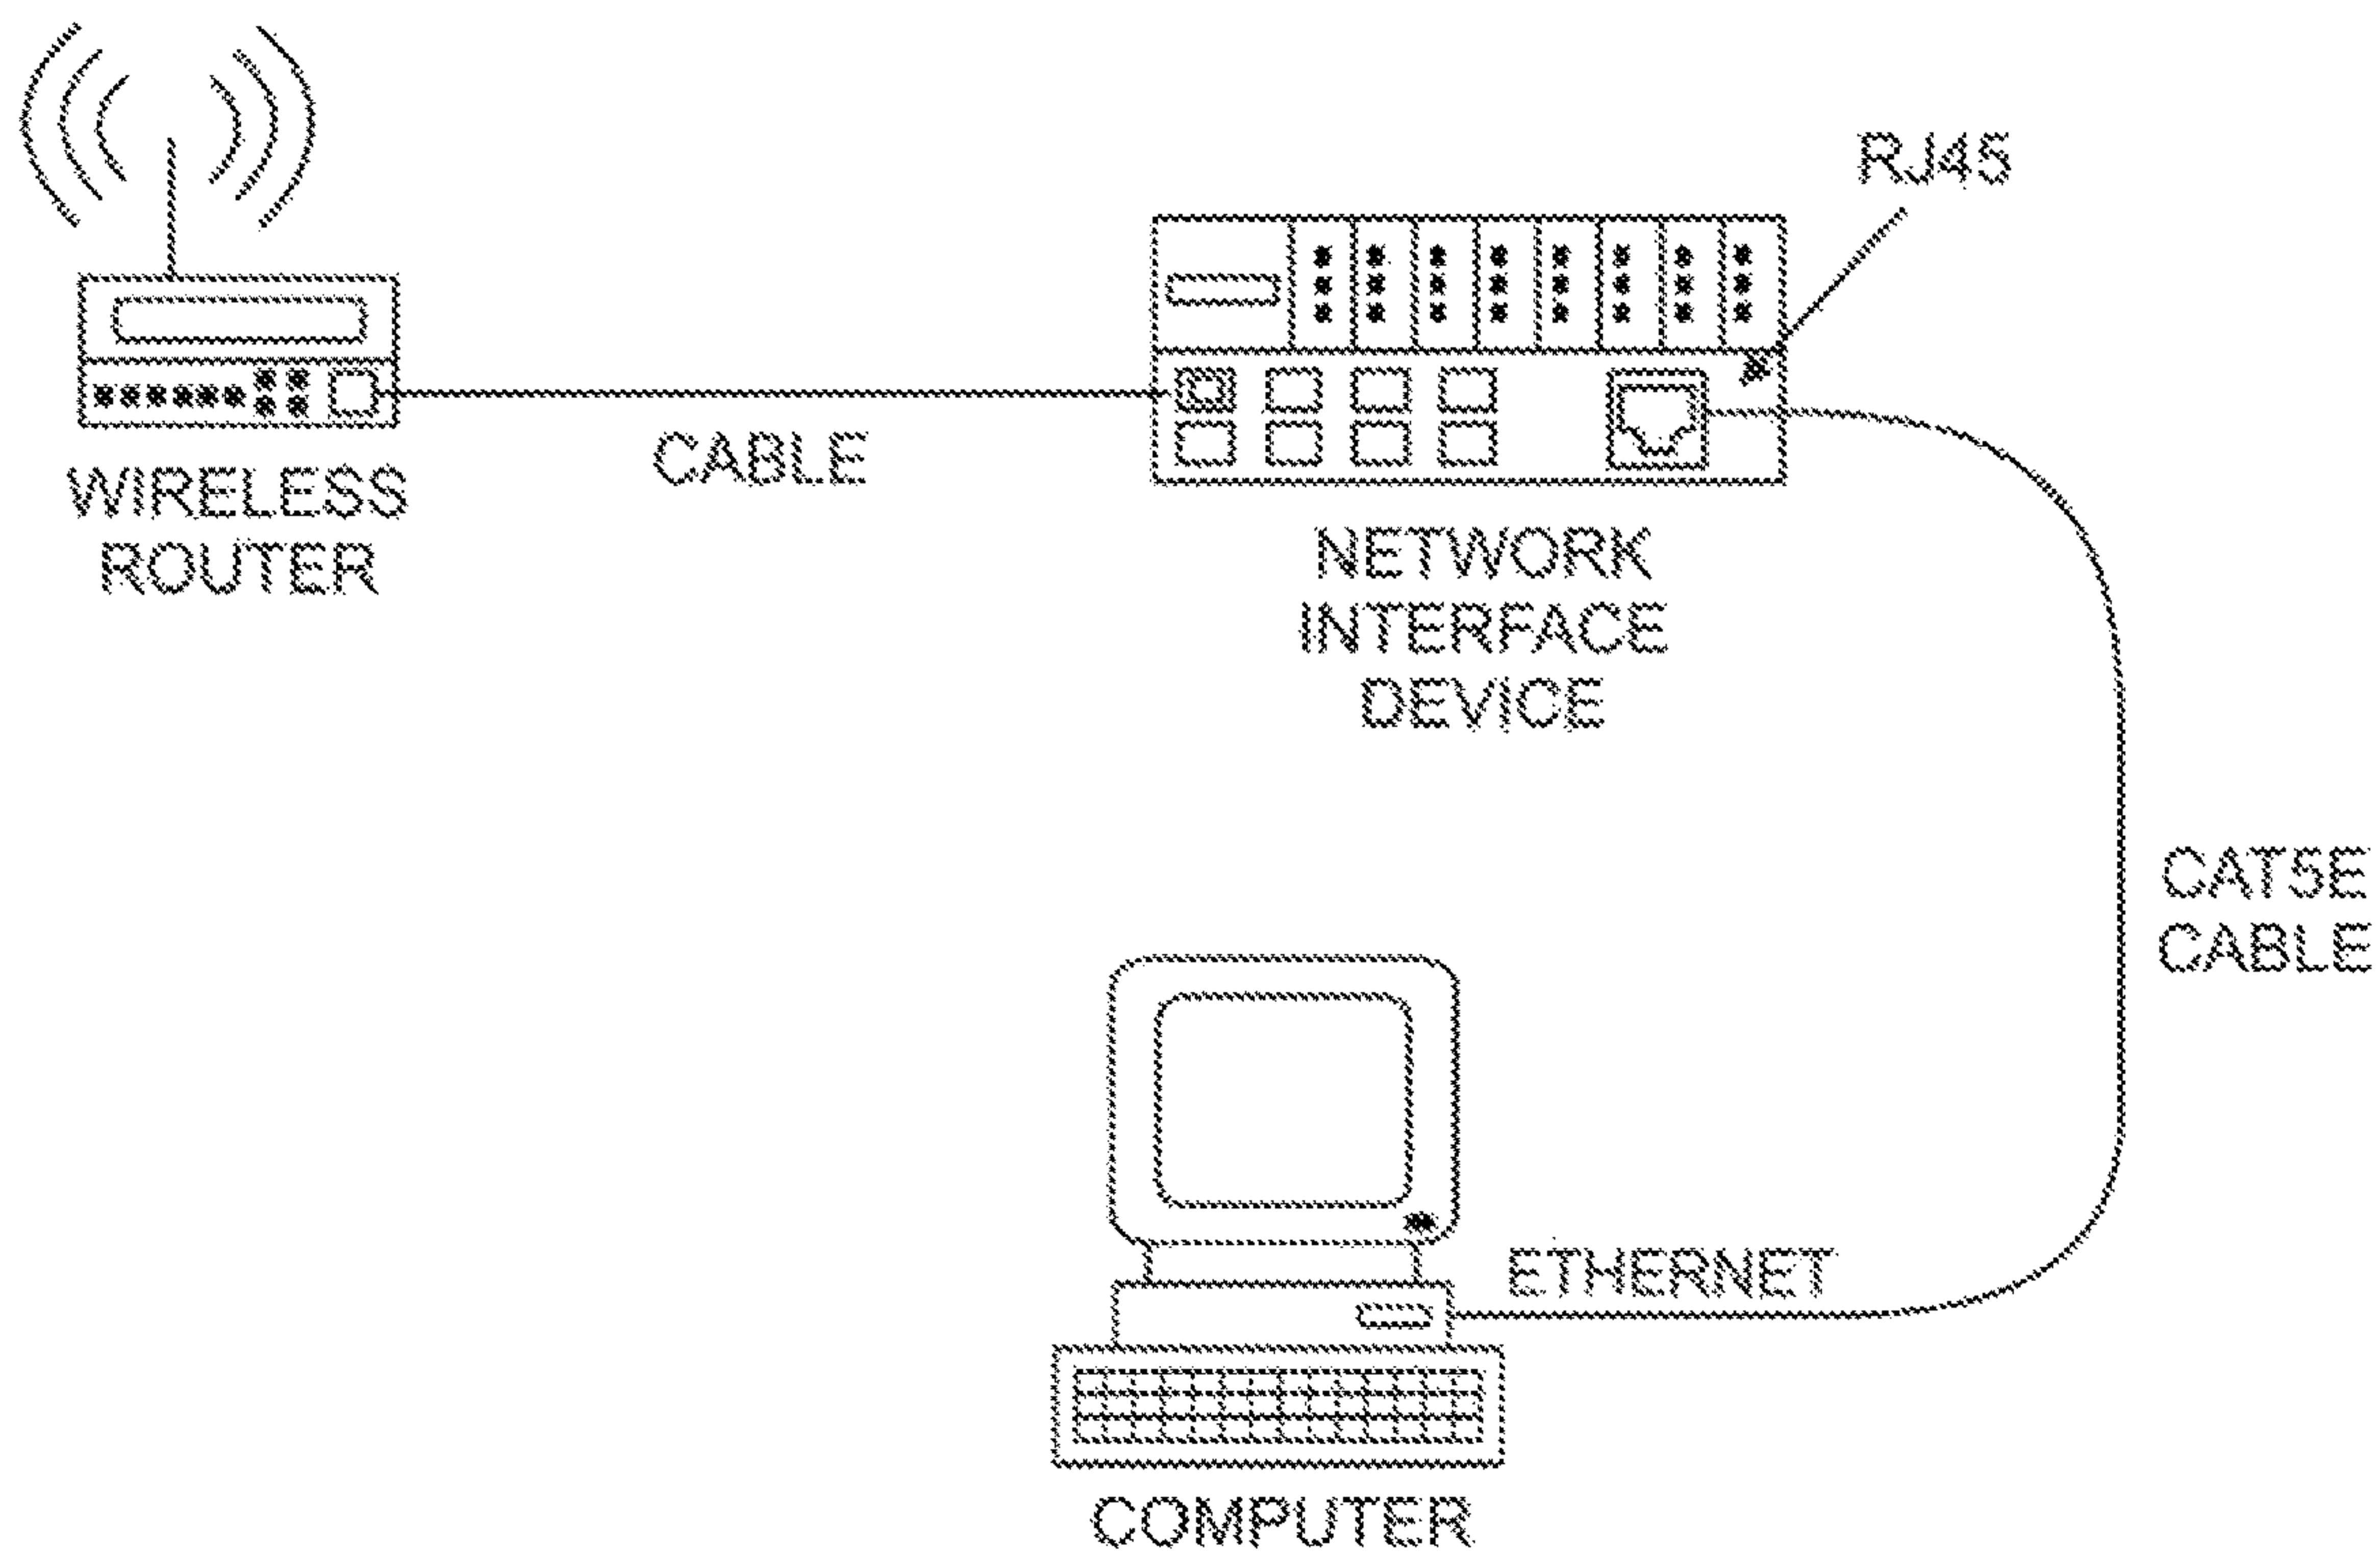 RJ45
CABLE
WIRELESS
ROUTER
NETWORK
INTERFACE
DEVICE
CAT5E
CABLE
ETHERNET
COMPUTER